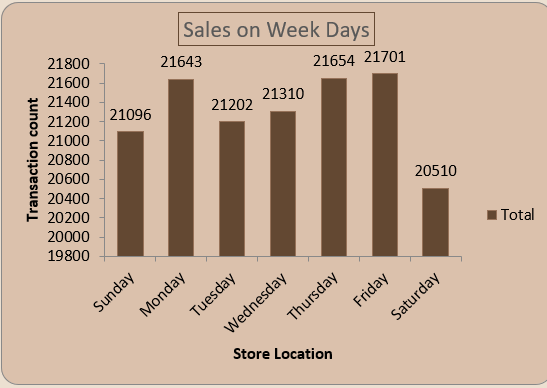 Sales on Week Days
Transaction count
21800
21600
21400
21200
21000
20800
20600
20400
20200
20000
19800
21096
21643
21202
21310
21654
21701
20510
Sunday
Monday
Tuesday
Wednesday
Thursday
Friday
Saturday
Store Location
Total